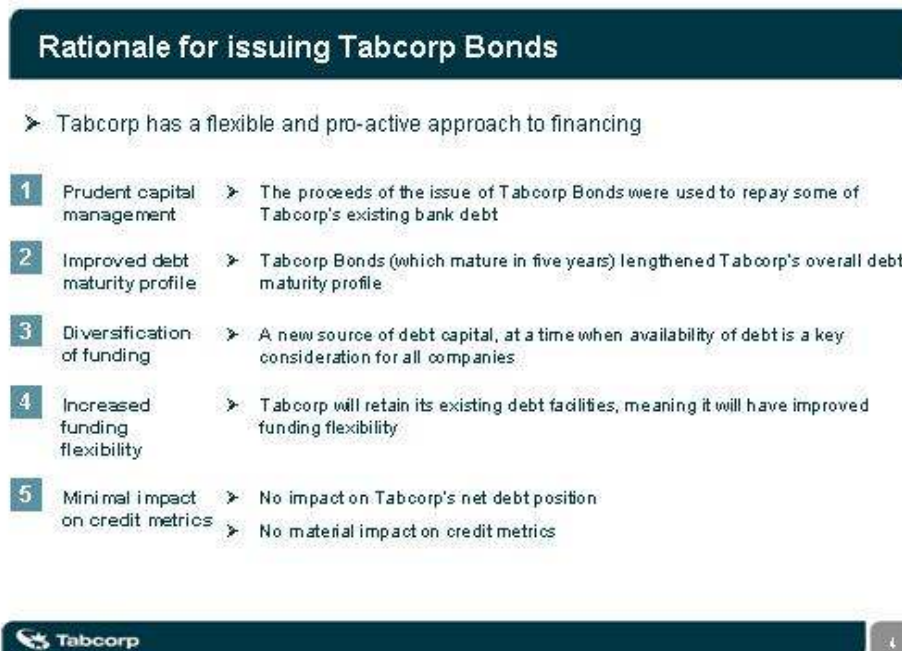 Rationale for issuing Tabcorp Bonds
➢ Tabcorp has a flexible and pro-active approach to financing
1 Prudent capital management
➢ The proceeds of the issue of Tabcorp Bonds were used to repay some of
Tabcorp's existing bank debt
2 Improved debt maturity profile
➢ Tabcorp Bonds (which mature in five years) lengthened Tabcorp's overall debt
maturity profile
3 Diversification of funding
➢ A new source of debt capital, at a time when availability of debt is a key
consideration for all companies
4 Increased funding flexibility
➢ Tabcorp will retain its existing debt facilities, meaning it will have improved
funding flexibility
5 Minimal impact on credit metrics
➢ No impact on Tabcorp's net debt position
➢ No material impact on credit metrics
Tabcorp